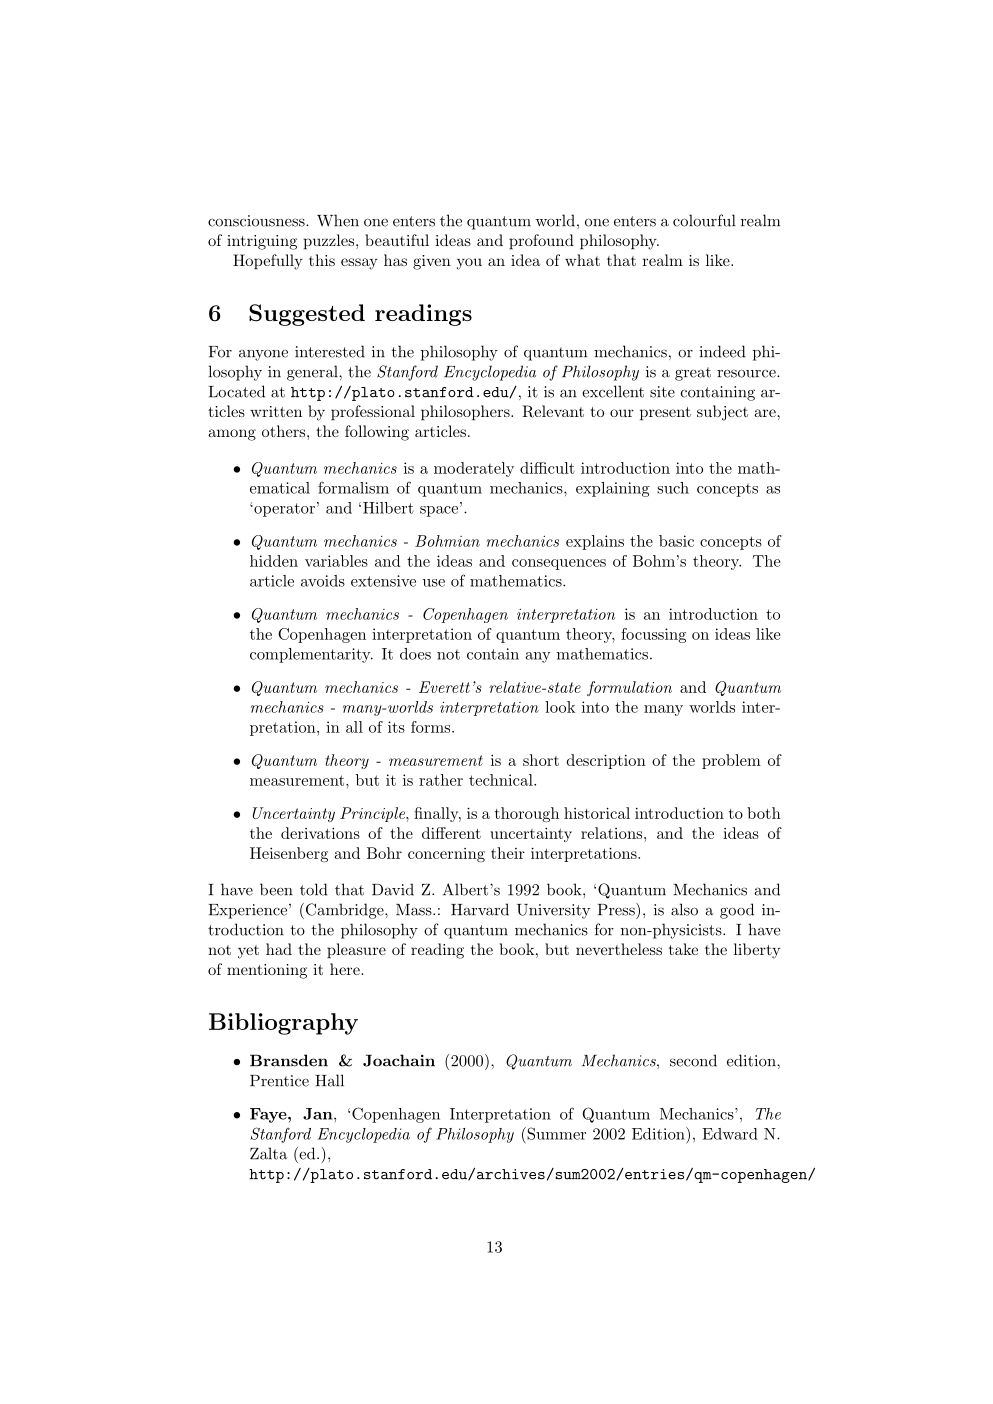 consciousness. When one enters the quantum world, one enters a colourful realm
of intriguing puzzles, beautiful ideas and profound philosophy.
Hopefully this essay has given you an idea of what that realm is like.
6 Suggested readings
For anyone interested in the philosophy of quantum mechanics, or indeed phi-
losophy in general, the Stanford Encyclopedia of Philosophy is a great resource.
Located at http://plato.stanford.edu/, it is an excellent site containing ar-
ticles written by professional philosophers. Relevant to our present subject are,
among others, the following articles.
• Quantum mechanics is a moderately difficult introduction into the math-
ematical formalism of quantum mechanics, explaining such concepts as
‘operator’ and ‘Hilbert space’.
• Quantum mechanics - Bohmian mechanics explains the basic concepts of
hidden variables and the ideas and consequences of Bohm’s theory. The
article avoids extensive use of mathematics.
• Quantum mechanics - Copenhagen interpretation is an introduction to
the Copenhagen interpretation of quantum theory, focussing on ideas like
complementarity. It does not contain any mathematics.
• Quantum mechanics - Everett’s relative-state formulation and Quantum
mechanics - many-worlds interpretation look into the many worlds inter-
pretation, in all of its forms.
• Quantum theory - measurement is a short description of the problem of
measurement, but it is rather technical.
• Uncertainty Principle, finally, is a thorough historical introduction to both
the derivations of the different uncertainty relations, and the ideas of
Heisenberg and Bohr concerning their interpretations.
I have been told that David Z. Albert’s 1992 book, ‘Quantum Mechanics and
Experience’ (Cambridge, Mass.: Harvard University Press), is also a good in-
troduction to the philosophy of quantum mechanics for non-physicists. I have
not yet had the pleasure of reading the book, but nevertheless take the liberty
of mentioning it here.
Bibliography
• Bransden & Joachain (2000), Quantum Mechanics, second edition,
Prentice Hall
• Faye, Jan, ‘Copenhagen Interpretation of Quantum Mechanics’, The
Stanford Encyclopedia of Philosophy (Summer 2002 Edition), Edward N.
Zalta (ed.),
http://plato.stanford.edu/archives/sum2002/entries/qm-copenhagen/
13